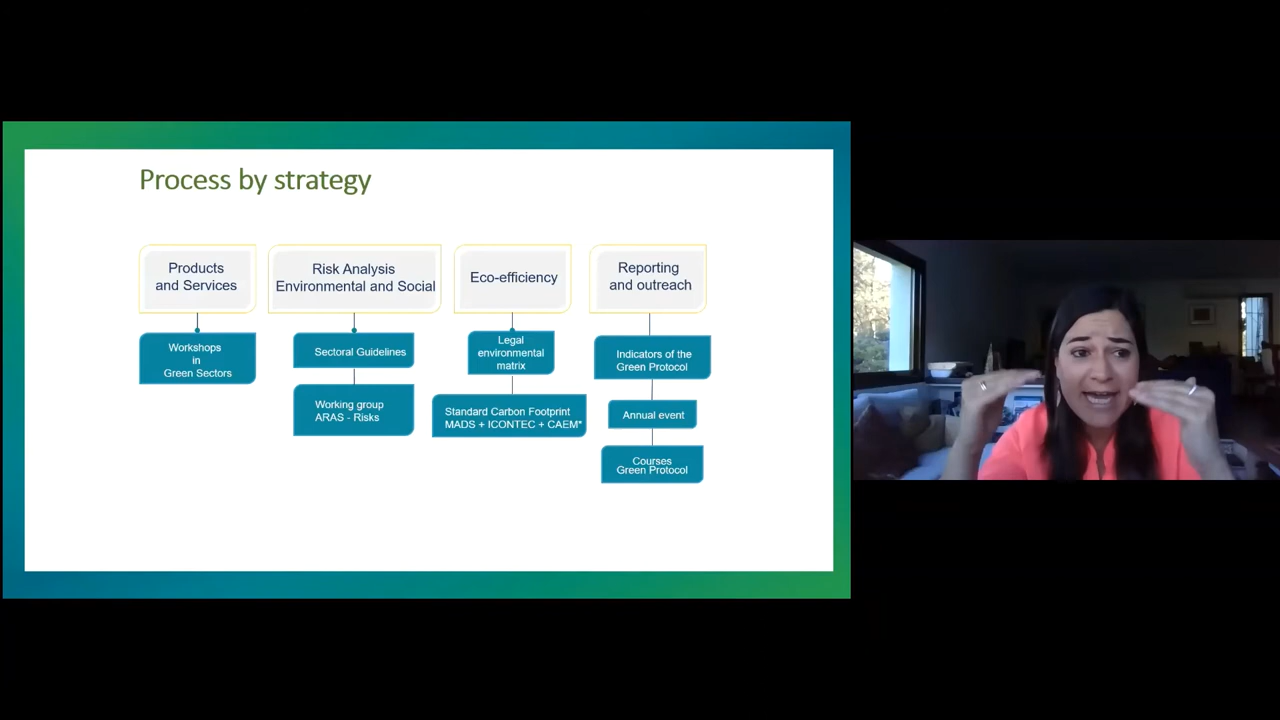 Process by strategy
Products
and Services
Workshops
in
Green Sectors
Risk Analysis
Environmental and Social
Sectoral Guidelines
Working group
ARAS - Risks
Eco-efficiency
Legal
environmental
matrix
Standard Carbon Footprint
MADS + ICONTEC + CAEM*
Reporting
and outreach
Indicators of the
Green Protocol
Annual event
Courses
Green Protocol